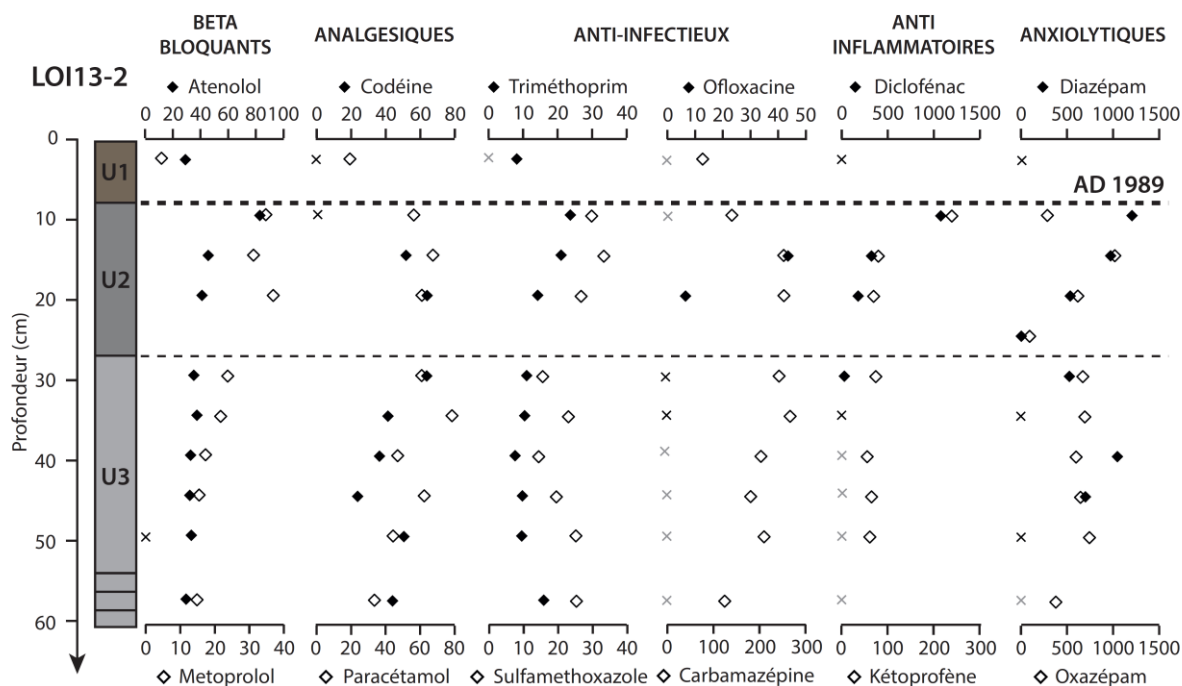 BETA BLOQUANTS
ANALGESIQUES
ANTI-INFECTIEUX
ANTI INFLAMMATOIRES
ANXIOLYTIQUES
LOI13-2
Atenolol
Codéine
Triméthoprim
Ofloxacine
Diclofénac
Diazépam
0 20 40 60 80 100
0 20 40 60 80
0 10 20 30 40
0 10 20 30 40 50
0 500 1000 1500
0 500 1000 1500
0
U1
AD 1989
10
U2
20
Profondeur (cm)
30
40
U3
50
60
0 10 20 30 40
0 20 40 60 80
0 10 20 30 40
0 100 200 300
0 500 1000 1500
0 500 1000 1500
Metoprolol
Paracétamol
Sulfamethoxazole
Carbamazépine
Kétoprofène
Oxazépam